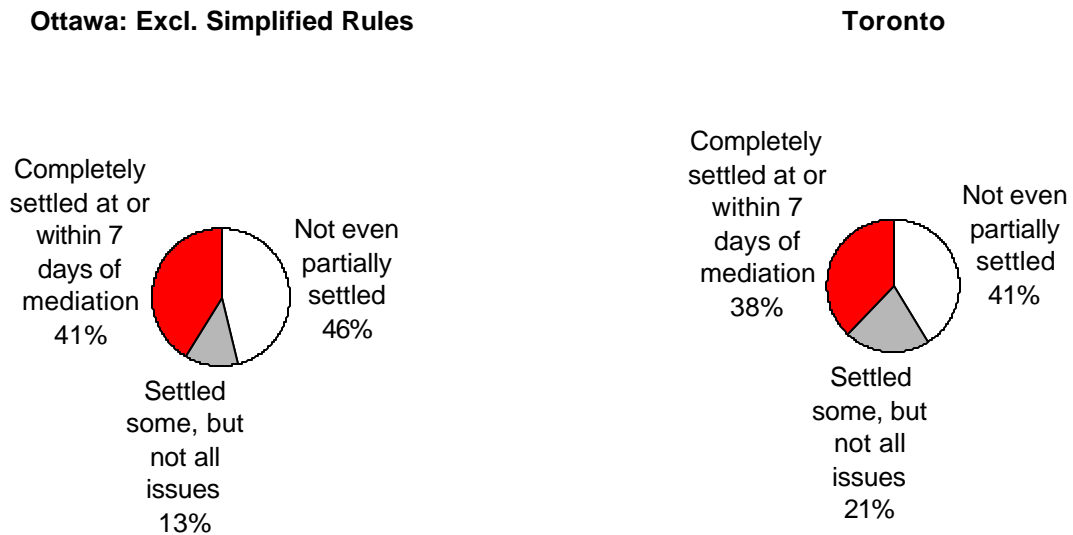 Ottawa: Excl. Simplified Rules
Completely
settled at or
within 7
days of
mediation
41%
Not even
partially
settled
46%
Settled
some, but
not all
issues
13%
Toronto
Completely
settled at or
within 7
days of
mediation
38%
Not even
partially
settled
41%
Settled
some, but
not all
issues
21%